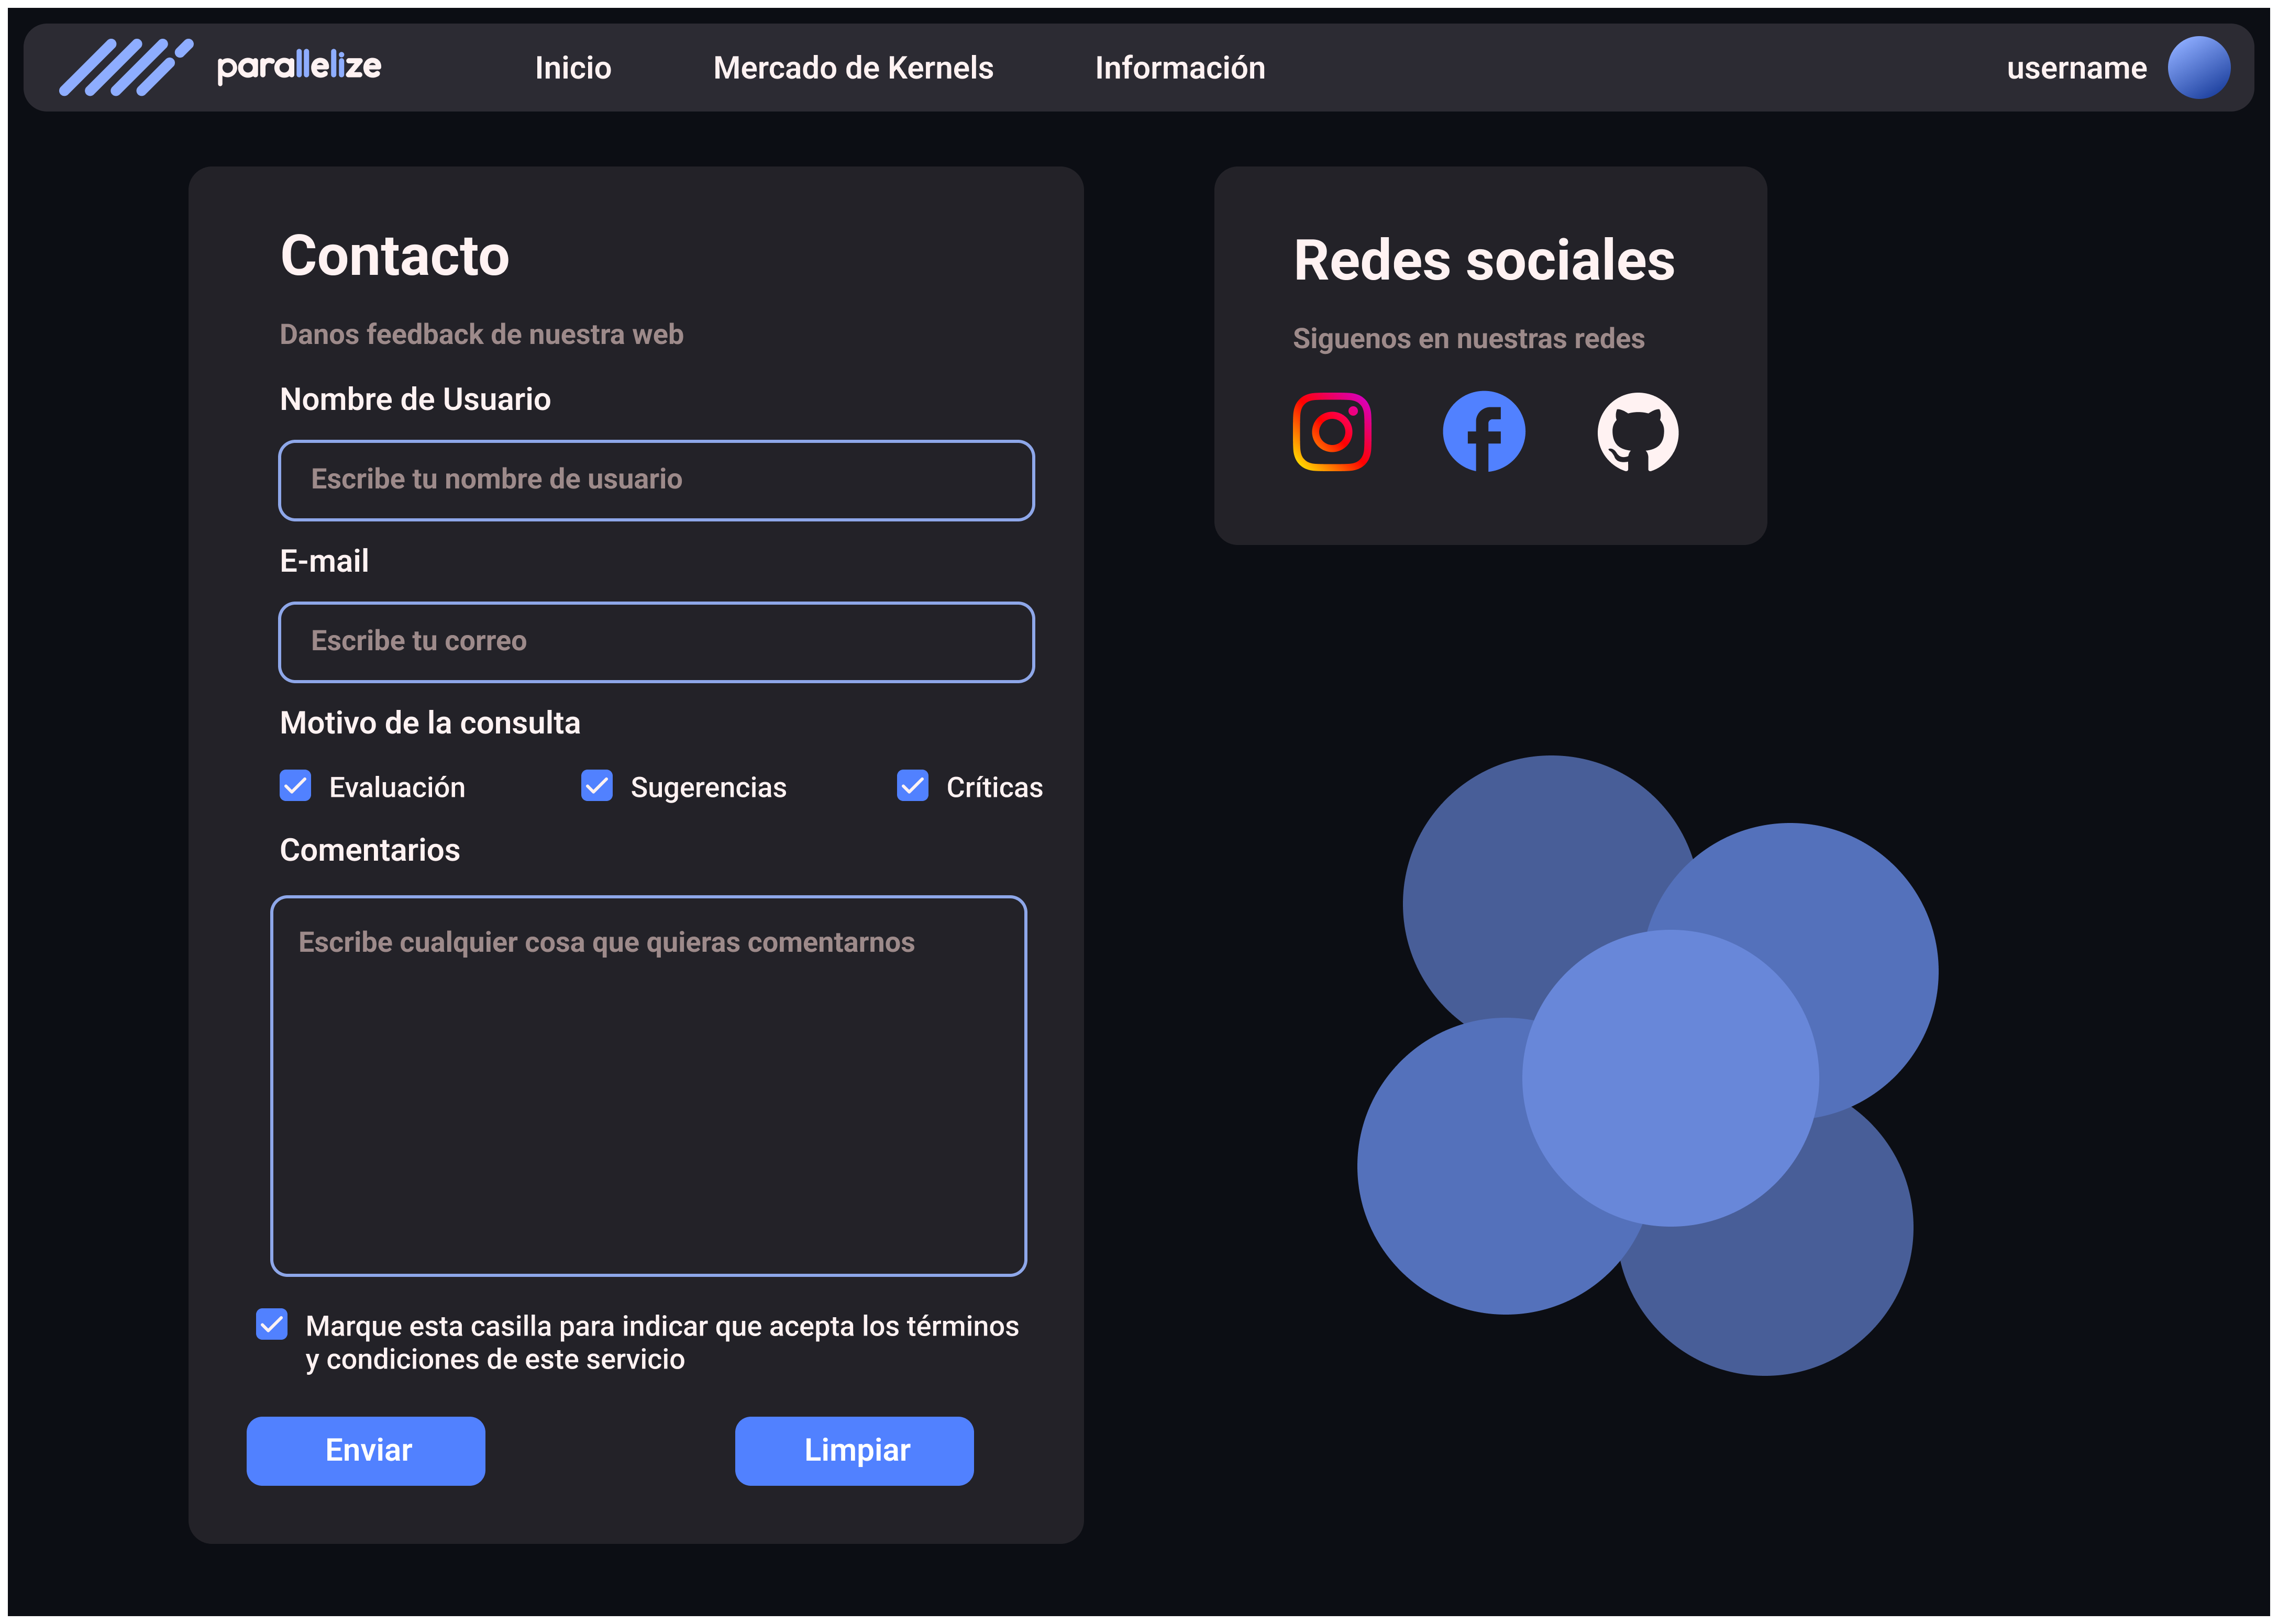 parallelize
Inicio
Mercado de Kernels
Información
username
Contacto
Danos feedback de nuestra web
Nombre de Usuario
Escribe tu nombre de usuario
E-mail
Escribe tu correo
Motivo de la consulta
Evaluación
Sugerencias
Críticas
Comentarios
Escribe cualquier cosa que quieras comentarnos
Marque esta casilla para indicar que acepta los términos
y condiciones de este servicio
Enviar
Limpiar
Redes sociales
Siguenos en nuestras redes